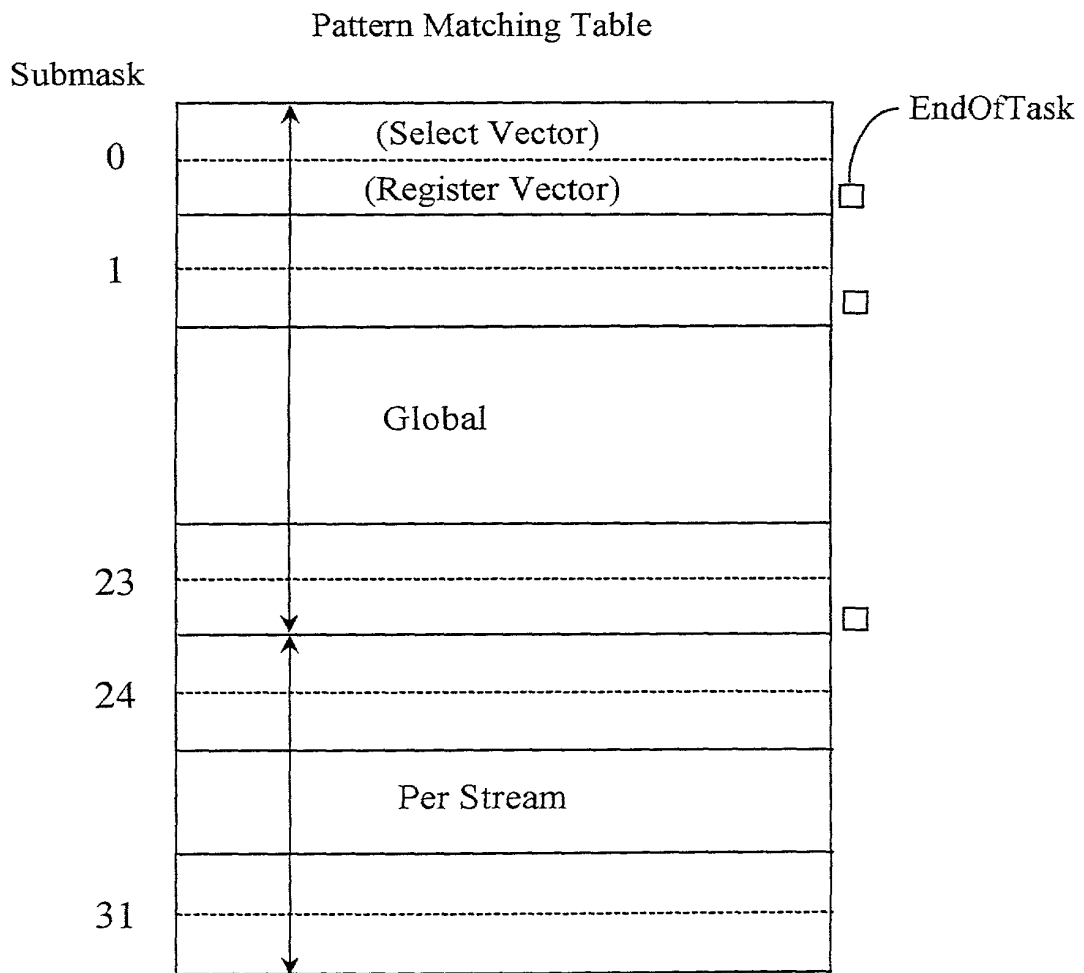 Pattern Matching Table
Submask
EndOfTask
0
(Select Vector)
(Register Vector)
1
Global
23
24
Per Stream
31